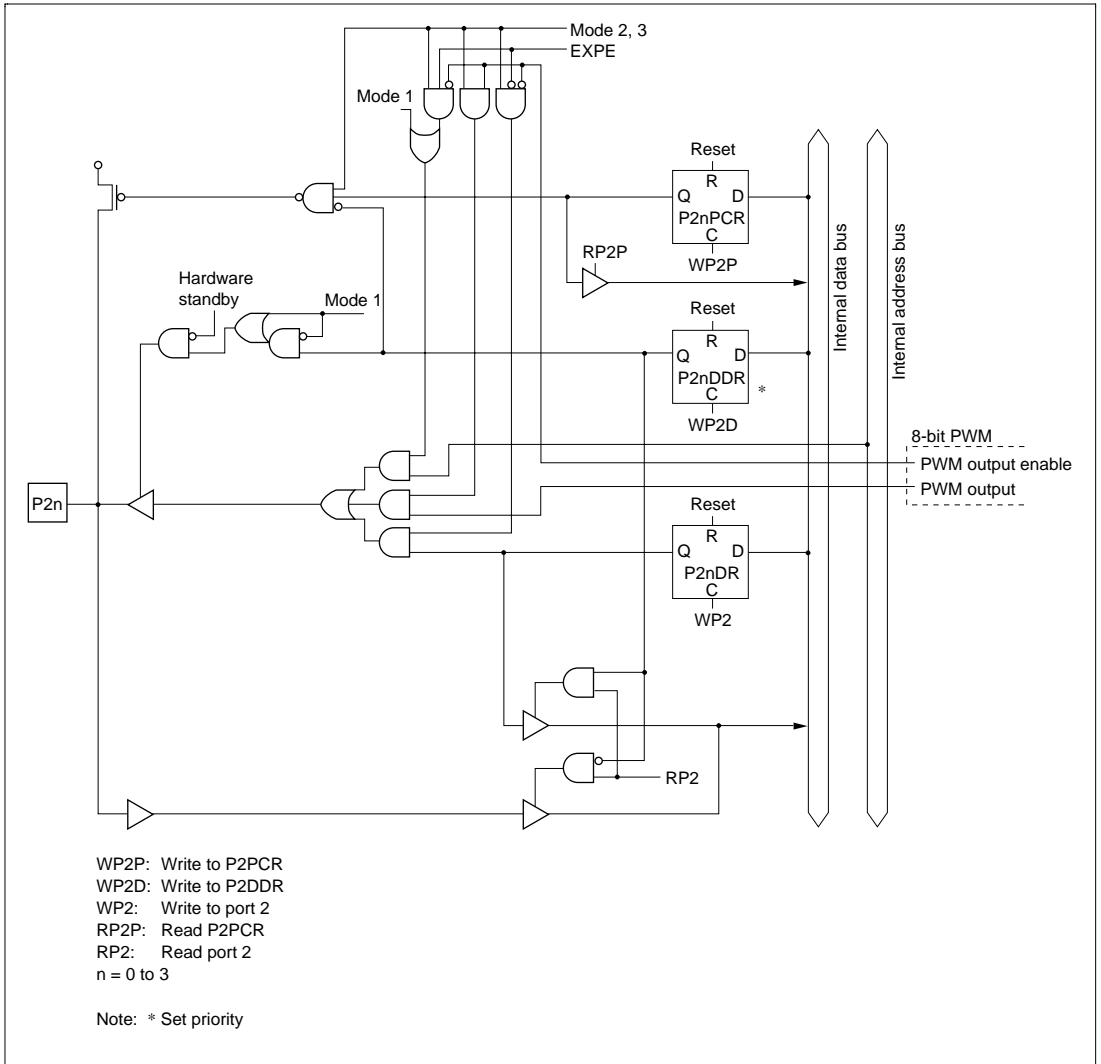 Mode 2, 3
EXPE
Mode 1
Reset
R
Q D
P2nPCR
C
WP2P
RP2P
Hardware
standby
Mode 1
Reset
R
Q D
P2nDDR
C
*
WP2D
Internal data bus
Internal address bus
8-bit PWM
PWM output enable
PWM output
P2n
Reset
R
Q D
P2nDR
C
WP2
RP2
WP2P: Write to P2PCR
WP2D: Write to P2DDR
WP2: Write to port 2
RP2P: Read P2PCR
RP2: Read port 2
n = 0 to 3
Note: * Set priority